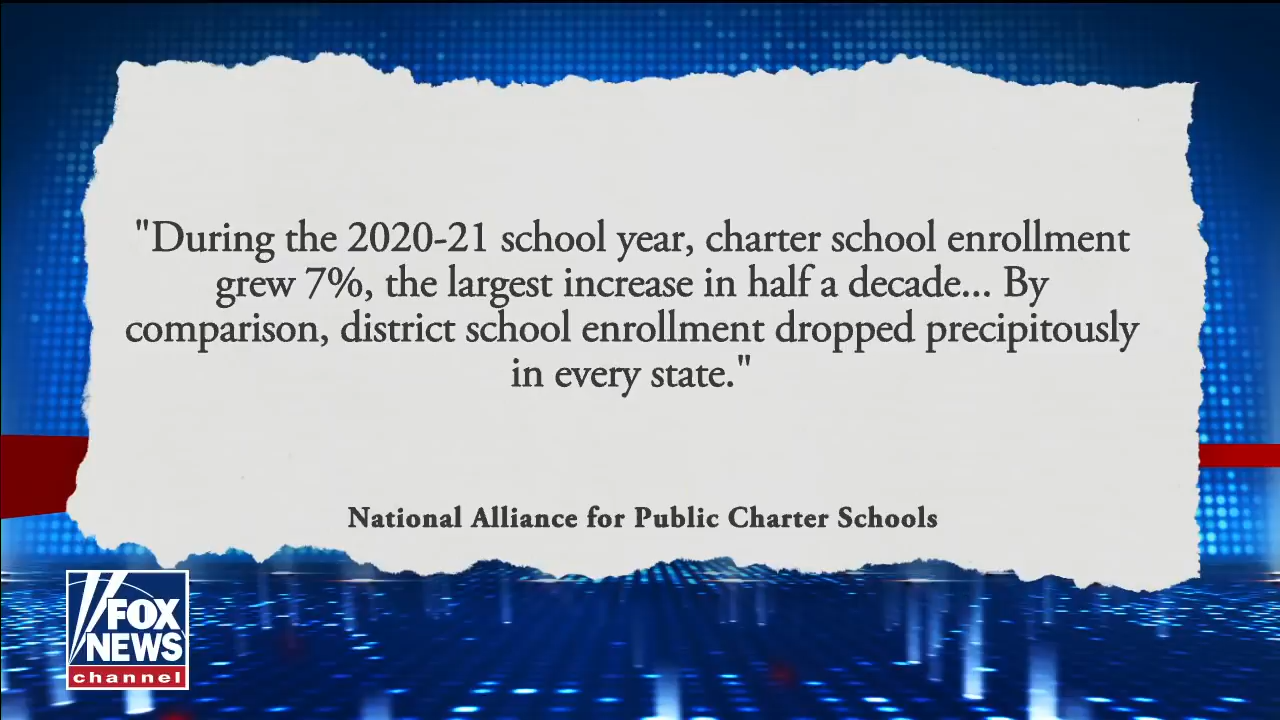 "During the 2020-21 school year, charter school enrollment
grew 7%, the largest increase in half a decade... By
comparison, district school enrollment dropped precipitously
in every state."
National Alliance for Public Charter Schools
FOX
NEWS
channel